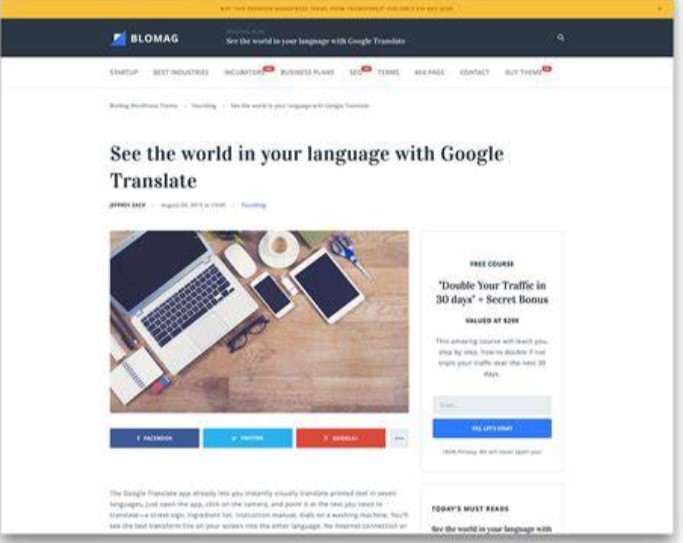 BUY THIS PREMIUM WORDPRESS THEME FROM THEMEFOREST FOR ONLY
BLOMAG
See the world in your language with Google Translate
STARTUP BEST INDUSTRIES INCUBATORS BUSINESS PLANS SEO TERMS 404 PAGE CONTACT BUY THEME
BloMag WordPress Theme Founding See the world in your language with Google Translate
See the world in your language with Google
Translate
JEFFREY ZACK August 2015 at Founding
FREE COURSE
"Double Your Traffic in
30 days" + Secret Bonus
VALUED AT $299
This amazing course will teach you,
step by step, how to double if not
triple your traffic over the next 30
days.
Email...
YES, LET'S START
100% Privacy. We will never spam you!
FACEBOOK TWITTER GOOGLE+
The Google Translate app already lets you instantly visually translate printed text in seven
languages. Just open the app, click on the camera, and point it at the text you need to
translate—a street sign, ingredient list, instruction manual, dials on a washing machine. You'll
see the text transform live on your screen into the other language. No Internet connection or
TODAY'S MUST READS
See the world in your language with